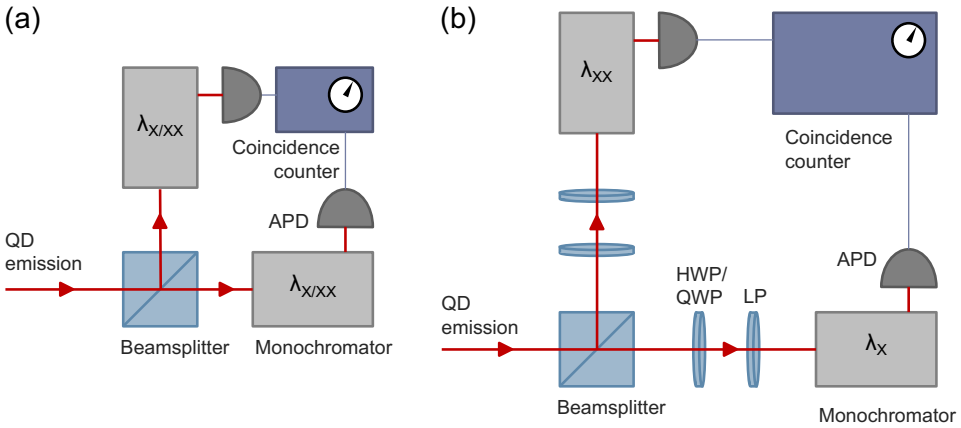 (a)
λX/XX
Coincidence
counter
APD
QD
emission
λX/XX
Beamsplitter
Monochromator
(b)
λXX
Coincidence
counter
HWP/
QWP
LP
APD
QD
emission
λX
Beamsplitter
Monochromator